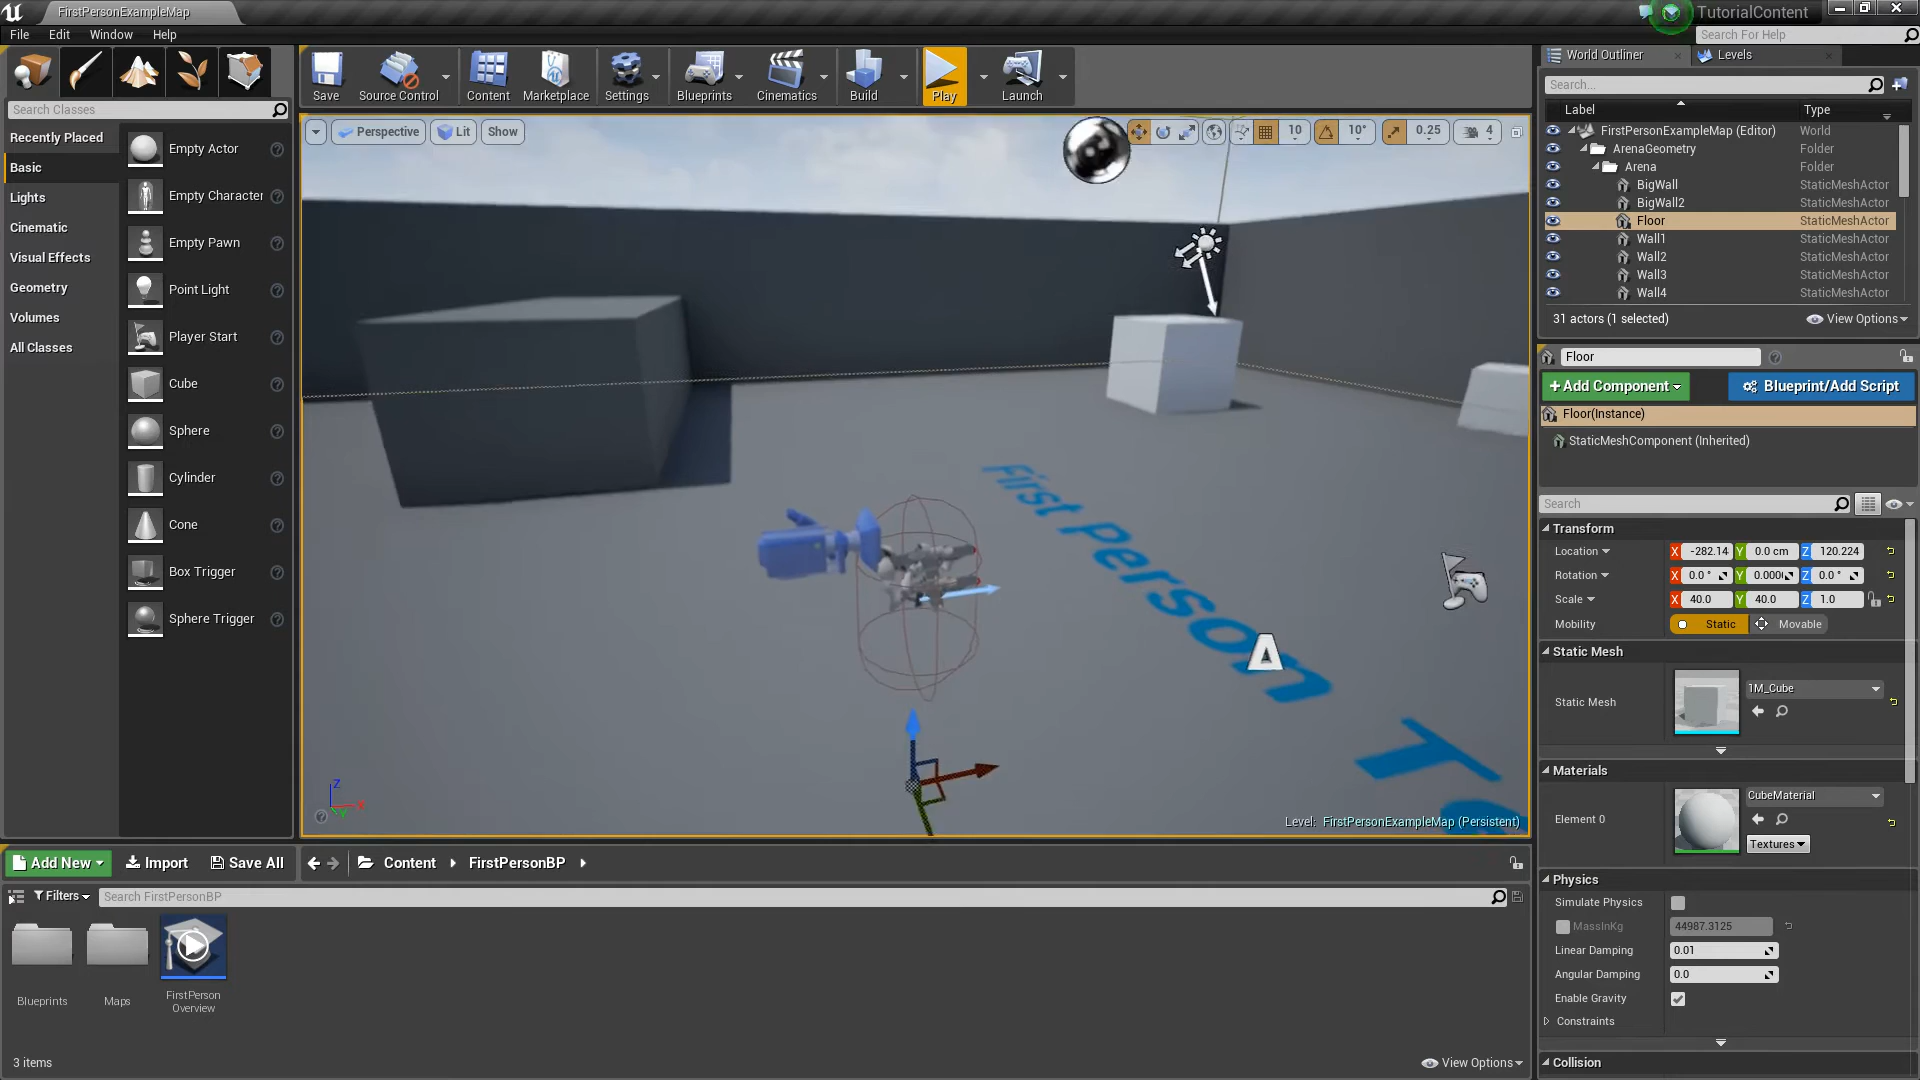 FirstPersonExampleMap
TutorialContent
File Edit Window Help
Search For Help
Save
Source Control
Content
Marketplace
Settings
Blueprints
Cinematics
Build
Play
Launch
Search Classes
Recently Placed
Basic
Lights
Cinematic
Visual Effects
Geometry
Volumes
All Classes
Empty Actor
Empty Character
Empty Pawn
Point Light
Player Start
Cube
Sphere
Cylinder
Cone
Box Trigger
Sphere Trigger
Perspective
Lit
Show
10
10°
0.25
4
First Person
Level: FirstPersonExampleMap (Persistent)
Z
X
Y
World Outliner
Levels
Search...
Label Type
FirstPersonExampleMap (Editor) World
ArenaGeometry Folder
Arena Folder
BigWall StaticMeshActor
BigWall2 StaticMeshActor
Floor StaticMeshActor
Wall1 StaticMeshActor
Wall2 StaticMeshActor
Wall3 StaticMeshActor
Wall4 StaticMeshActor
31 actors (1 selected)
View Options
Floor
+Add Component
Blueprint/Add Script
Floor(Instance)
StaticMeshComponent (Inherited)
Search
Transform
Location X -282.14 Y 0.0 cm Z 120.224
Rotation X 0.0 ° Y 0.000 Z 0.0 °
Scale X 40.0 Y 40.0 Z 1.0
Mobility Static Movable
Static Mesh
Static Mesh
1M_Cube
Materials
Element 0
CubeMaterial
Textures
Physics
Simulate Physics
MassInKg 44987.3125
Linear Damping 0.01
Angular Damping 0.0
Enable Gravity
Constraints
Collision
Add New
Import
Save All
Content
FirstPersonBP
Filters
Search FirstPersonBP
Blueprints
Maps
FirstPerson
Overview
3 items
View Options